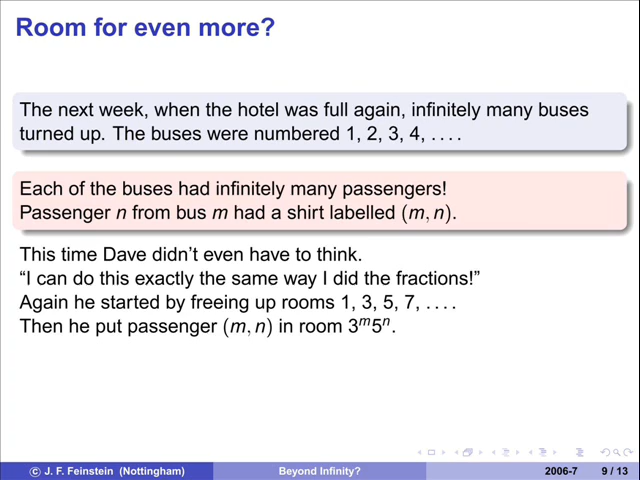 Room for even more?
The next week, when the hotel was full again, infinitely many buses
turned up. The buses were numbered 1, 2, 3, 4, . . . .
Each of the buses had infinitely many passengers!
Passenger n from bus m had a shirt labelled (m, n).
This time Dave didn't even have to think.
“I can do this exactly the same way I did the fractions!”
Again he started by freeing up rooms 1, 3, 5, 7, . . . .
Then he put passenger (m, n) in room 3ᵐ5ⁿ.
© J. F. Feinstein (Nottingham) Beyond Infinity? 2006-7 9 / 13